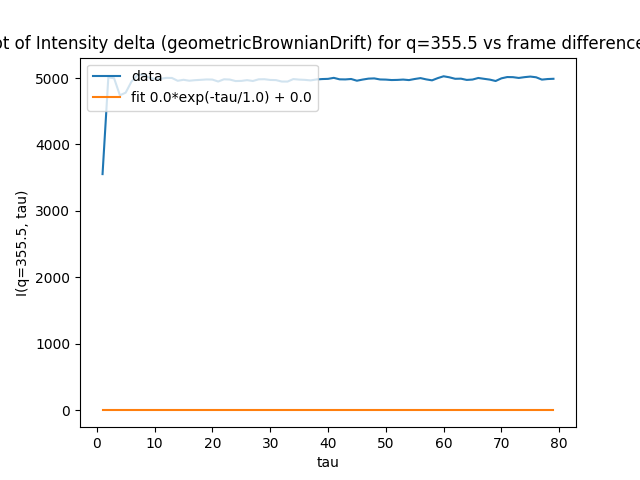 ot of Intensity delta (geometricBrownianDrift) for q=355.5 vs frame difference
data
fit 0.0*exp(-tau/1.0) + 0.0
I(q=355.5, tau)
5000
4000
3000
2000
1000
0
0 10 20 30 40 50 60 70 80
tau